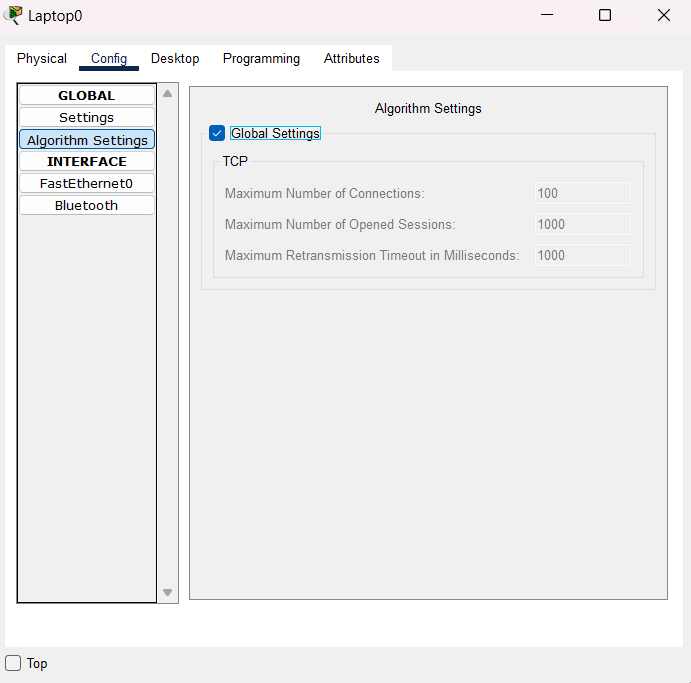 Laptop0
Physical Config Desktop Programming Attributes
GLOBAL
Settings
Algorithm Settings
INTERFACE
FastEthernet0
Bluetooth
Algorithm Settings
Global Settings
TCP
Maximum Number of Connections: 100
Maximum Number of Opened Sessions: 1000
Maximum Retransmission Timeout in Milliseconds: 1000
Top